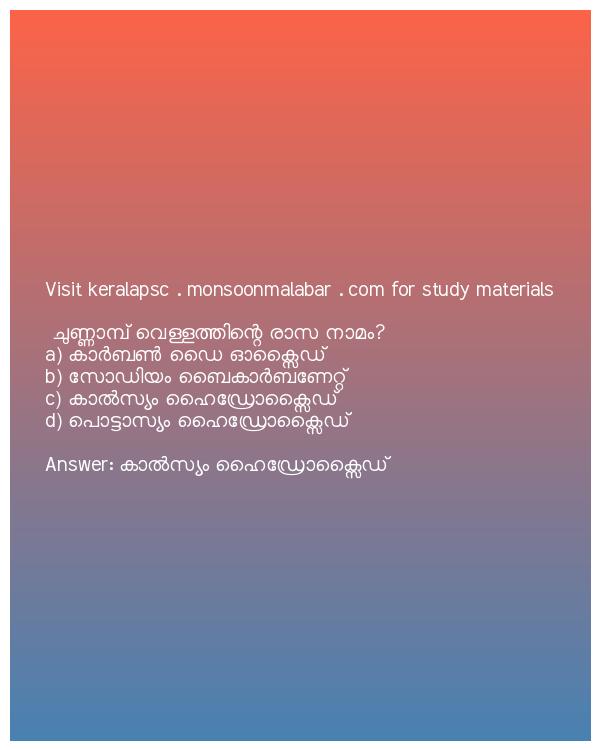 Visit keralapsc . monsoonmalabar . com for study materials
ചുണ്ണാമ്പ് വെള്ളത്തിന്റെ രാസ നാമം?
a) കാർബൺ ഡൈ ഓക്സൈഡ്
b) സോഡിയം ബൈകാർബണേറ്റ്
c) കാൽസ്യം ഹൈഡ്രോക്സൈഡ്
d) പൊട്ടാസ്യം ഹൈഡ്രോക്സൈഡ്
Answer: കാൽസ്യം ഹൈഡ്രോക്സൈഡ്